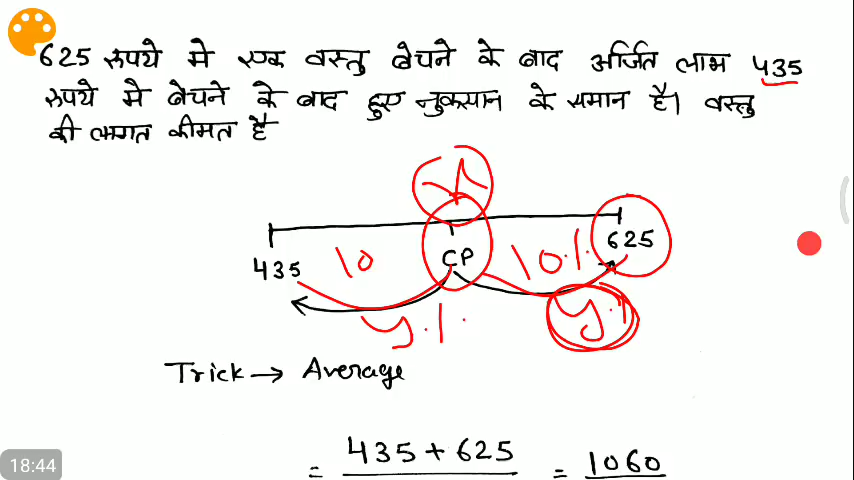 625 रूपये मे एक वस्तु बेचने के बाद अर्जित लाभ 435
रूपये मे बेचने के बाद हुए नुकसान के समान है। वस्तु
की लागत कीमत है
435 10 CP 10% 625
y% y%
Trick → Average
= 435 + 625 = 1060
18:44